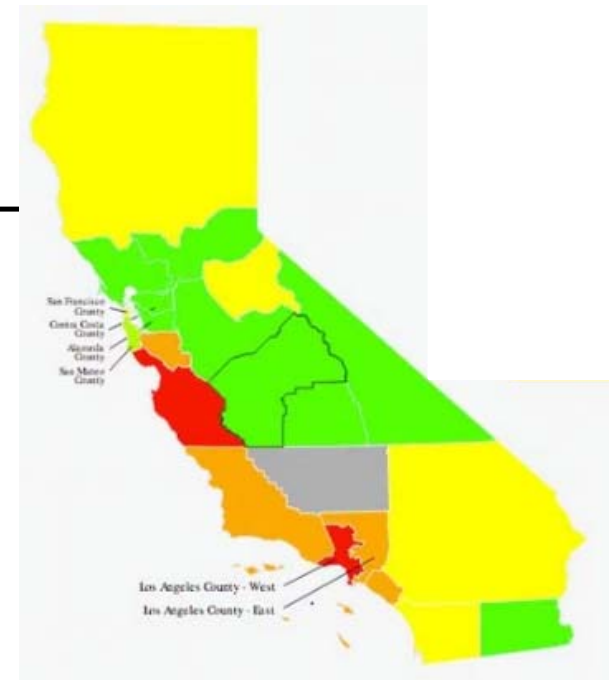 San Francisco
County
Contra Costa
County
Alameda
County
San Mateo
County
Los Angeles County - West
Los Angeles County - East